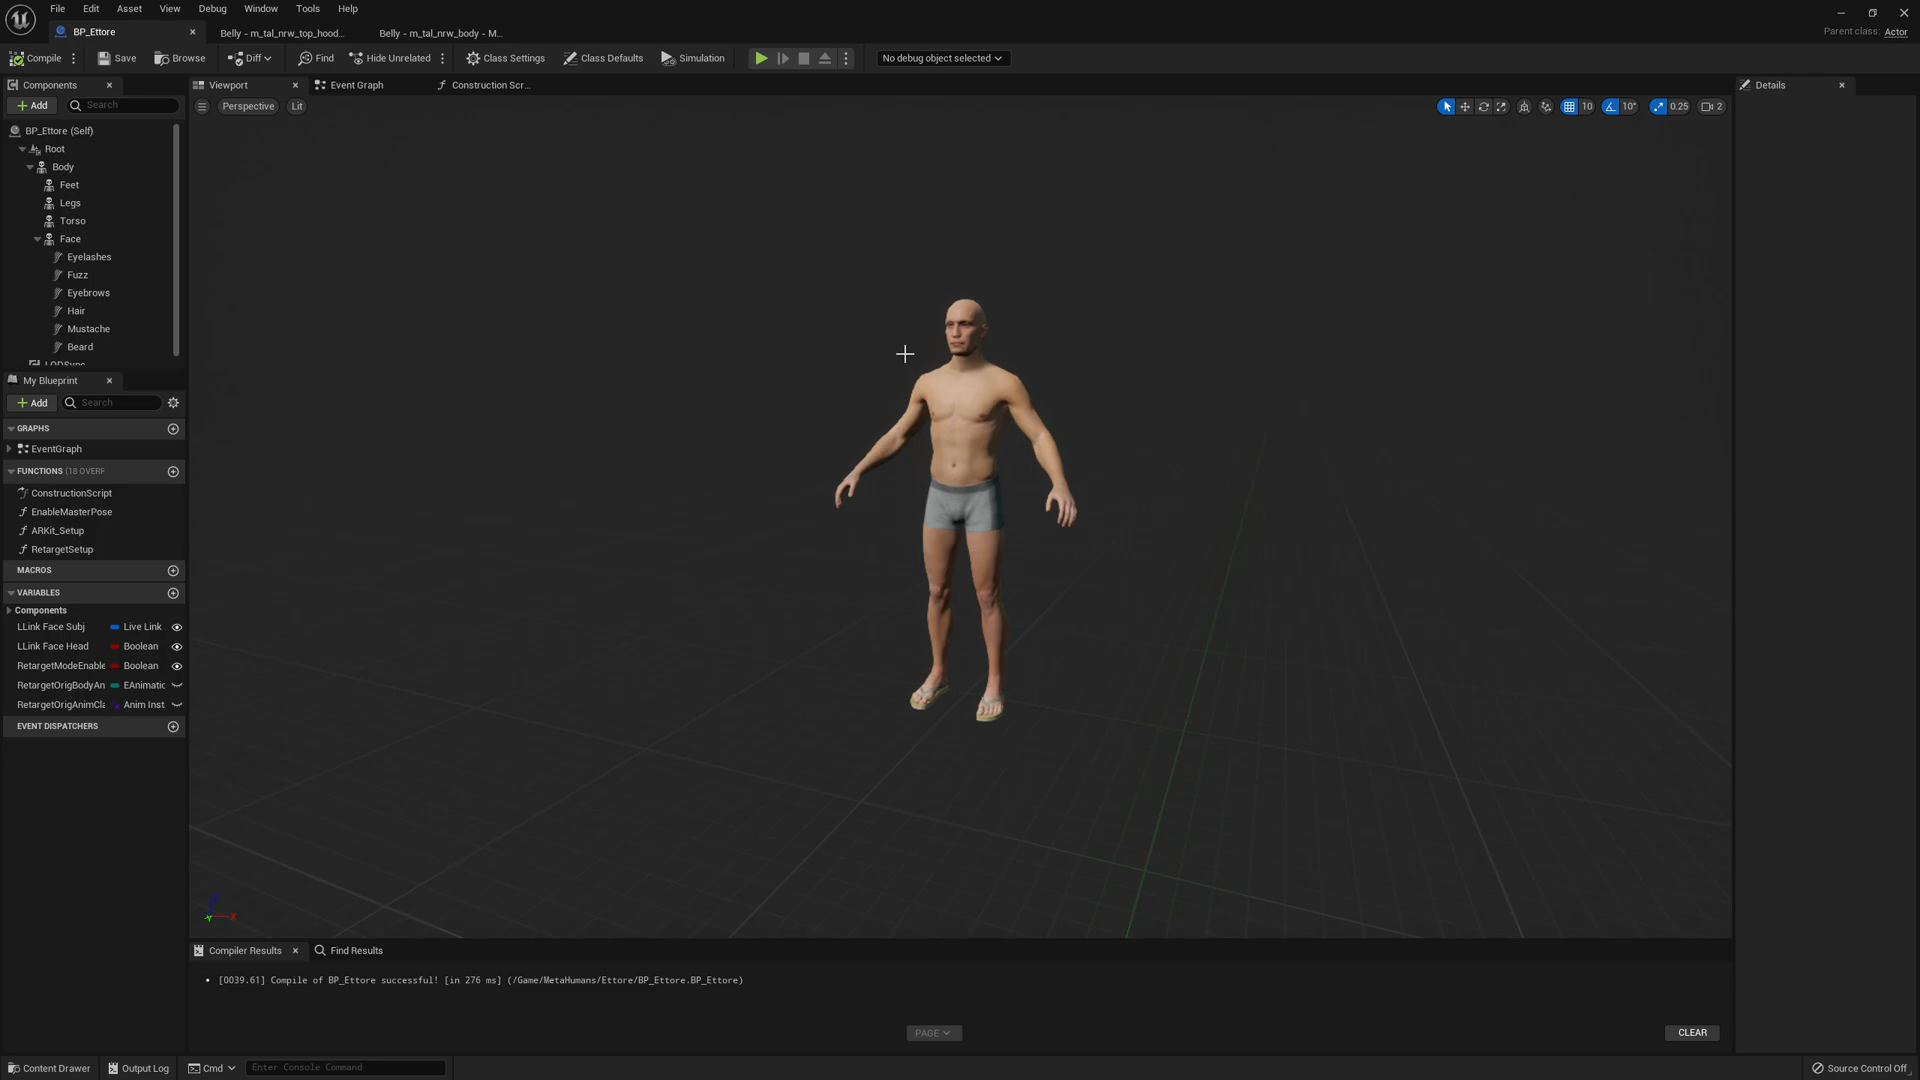 File Edit Asset View Debug Window Tools Help
BP_Ettore Belly - m_tal_nrw_top_hood... Belly - m_tal_nrw_body - M...
Parent class: Actor
Compile Save Browse Diff Find Hide Unrelated Class Settings Class Defaults Simulation No debug object selected
Components
Add Search
BP_Ettore (Self)
Root
Body
Feet
Legs
Torso
Face
Eyelashes
Fuzz
Eyebrows
Hair
Mustache
Beard
LODSync
My Blueprint
Add Search
GRAPHS
EventGraph
FUNCTIONS (18 OVERF
ConstructionScript
EnableMasterPose
ARKit_Setup
RetargetSetup
MACROS
VARIABLES
Components
LLink Face Subj Live Link
LLink Face Head Boolean
RetargetModeEnable Boolean
RetargetOrigBodyAn EAnimatic
RetargetOrigAnimCla Anim Inst
EVENT DISPATCHERS
Viewport Event Graph Construction Scr...
Perspective Lit 10 10° 0.25 2
X
Details
Compiler Results Find Results
• [0039.61] Compile of BP_Ettore successful! [in 276 ms] (/Game/MetaHumans/Ettore/BP_Ettore.BP_Ettore)
PAGE CLEAR
Content Drawer Output Log Cmd Enter Console Command Source Control Off